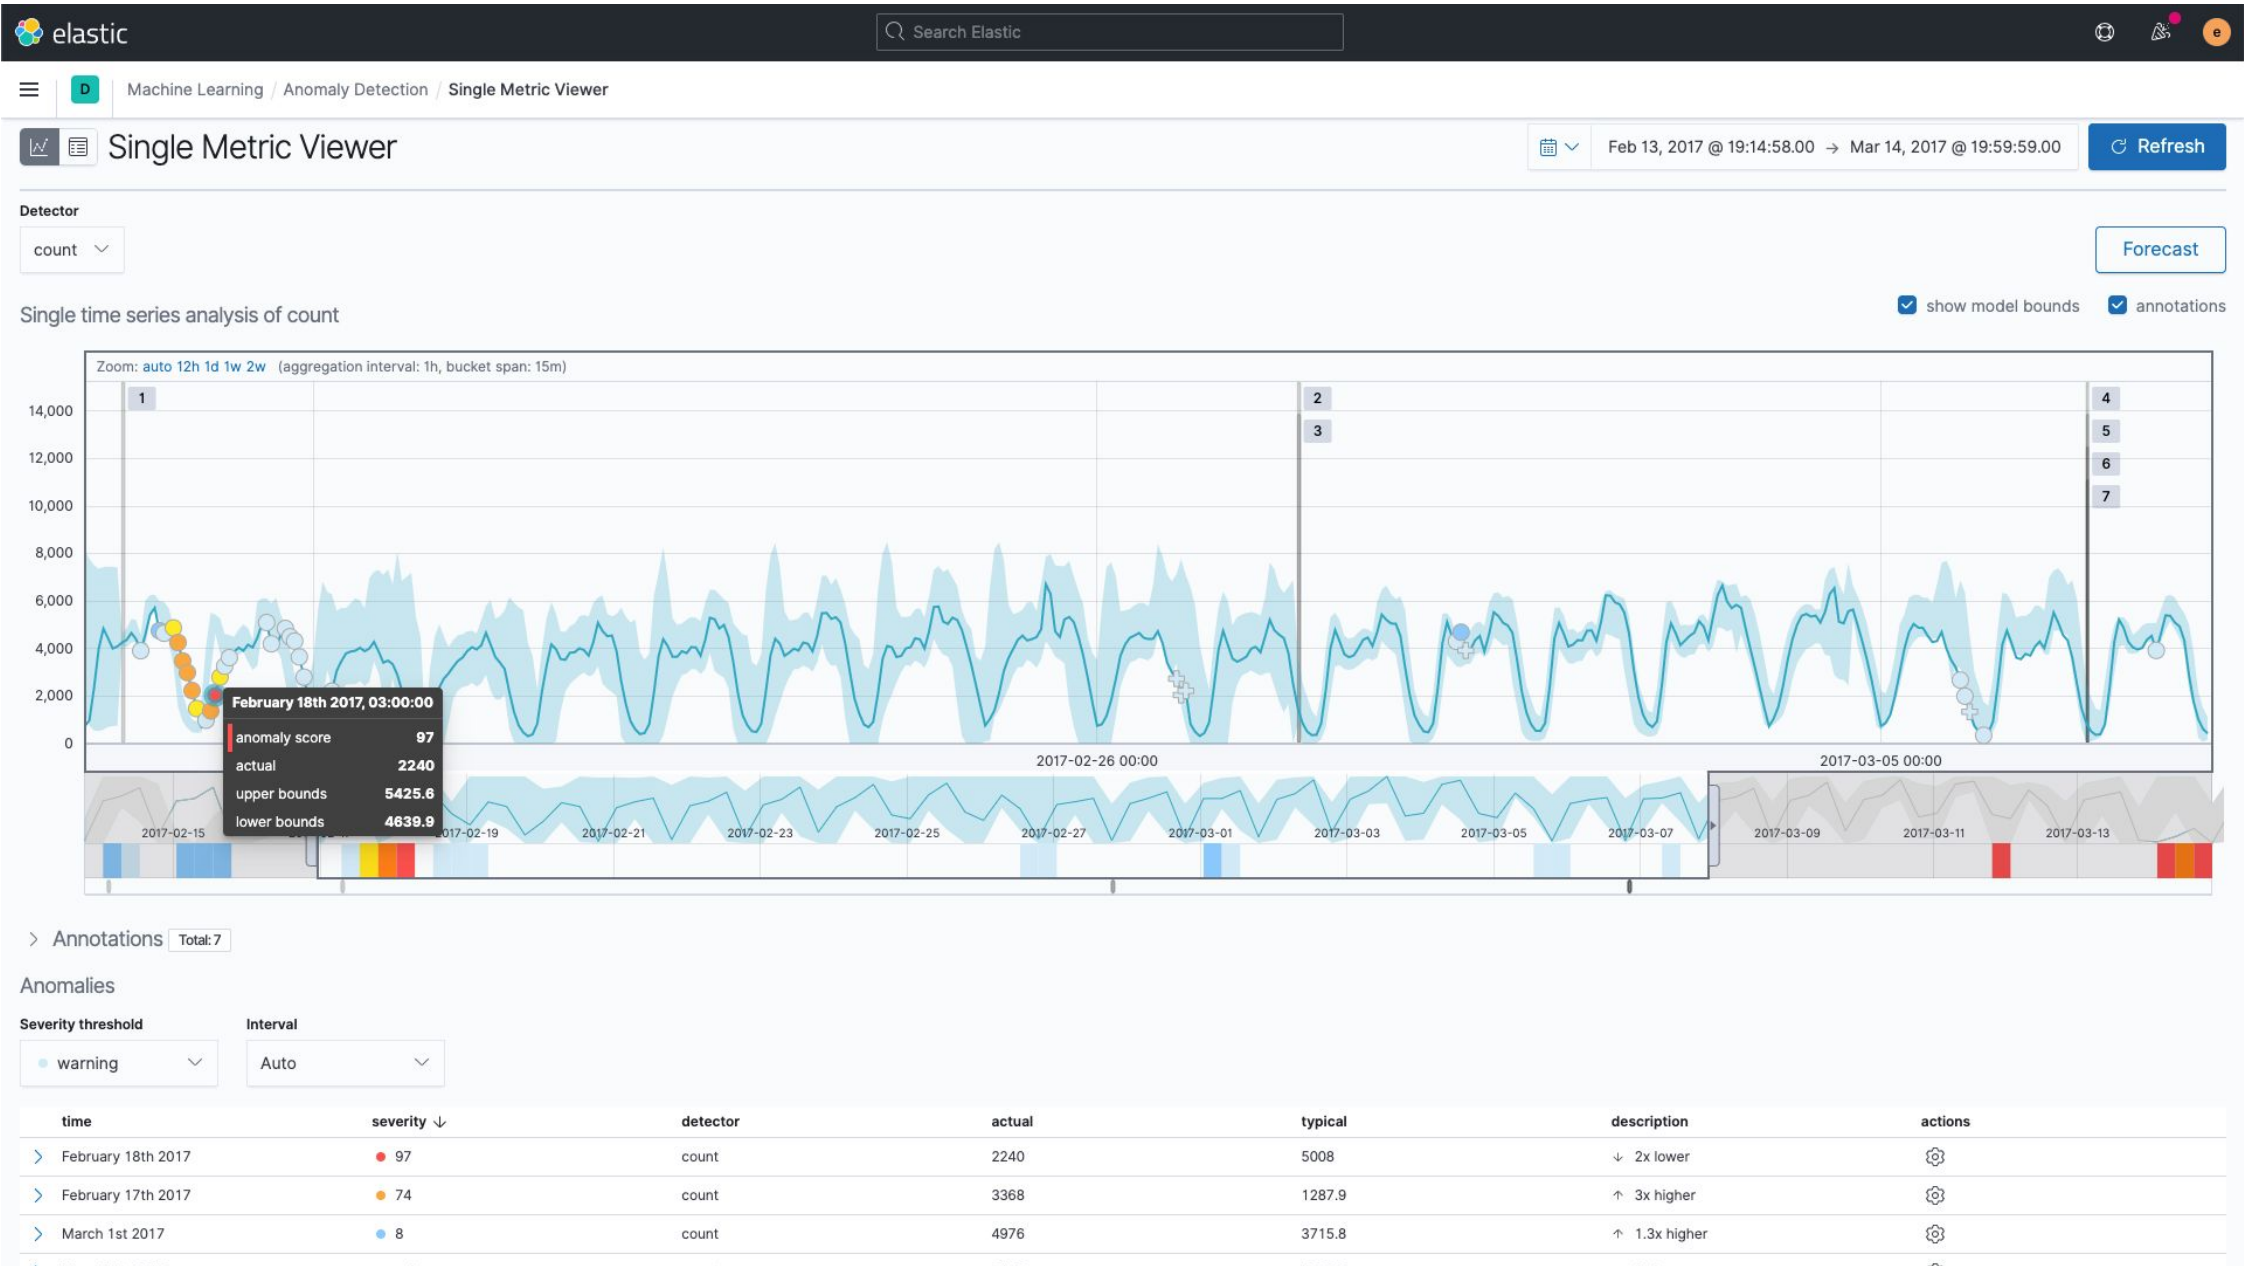 elastic
Search Elastic
e
D
Machine Learning / Anomaly Detection / Single Metric Viewer
Single Metric Viewer
Feb 13, 2017 @ 19:14:58.00 → Mar 14, 2017 @ 19:59:59.00
Refresh
Detector
count
Forecast
Single time series analysis of count
show model bounds
annotations
Zoom: auto 12h 1d 1w 2w (aggregation interval: 1h, bucket span: 15m)
1
2
3
4
5
6
7
14,000
12,000
10,000
8,000
6,000
4,000
2,000
0
February 18th 2017, 03:00:00
anomaly score 97
actual 2240
upper bounds 5425.6
lower bounds 4639.9
2017-02-26 00:00
2017-03-05 00:00
2017-02-15
2017-02-19
2017-02-21
2017-02-23
2017-02-25
2017-02-27
2017-03-01
2017-03-03
2017-03-05
2017-03-07
2017-03-09
2017-03-11
2017-03-13
Annotations Total: 7
Anomalies
Severity threshold
Interval
warning
Auto
time severity ↓ detector actual typical description actions
February 18th 2017 97 count 2240 5008 ↓ 2x lower
February 17th 2017 74 count 3368 1287.9 ↑ 3x higher
March 1st 2017 8 count 4976 3715.8 ↑ 1.3x higher